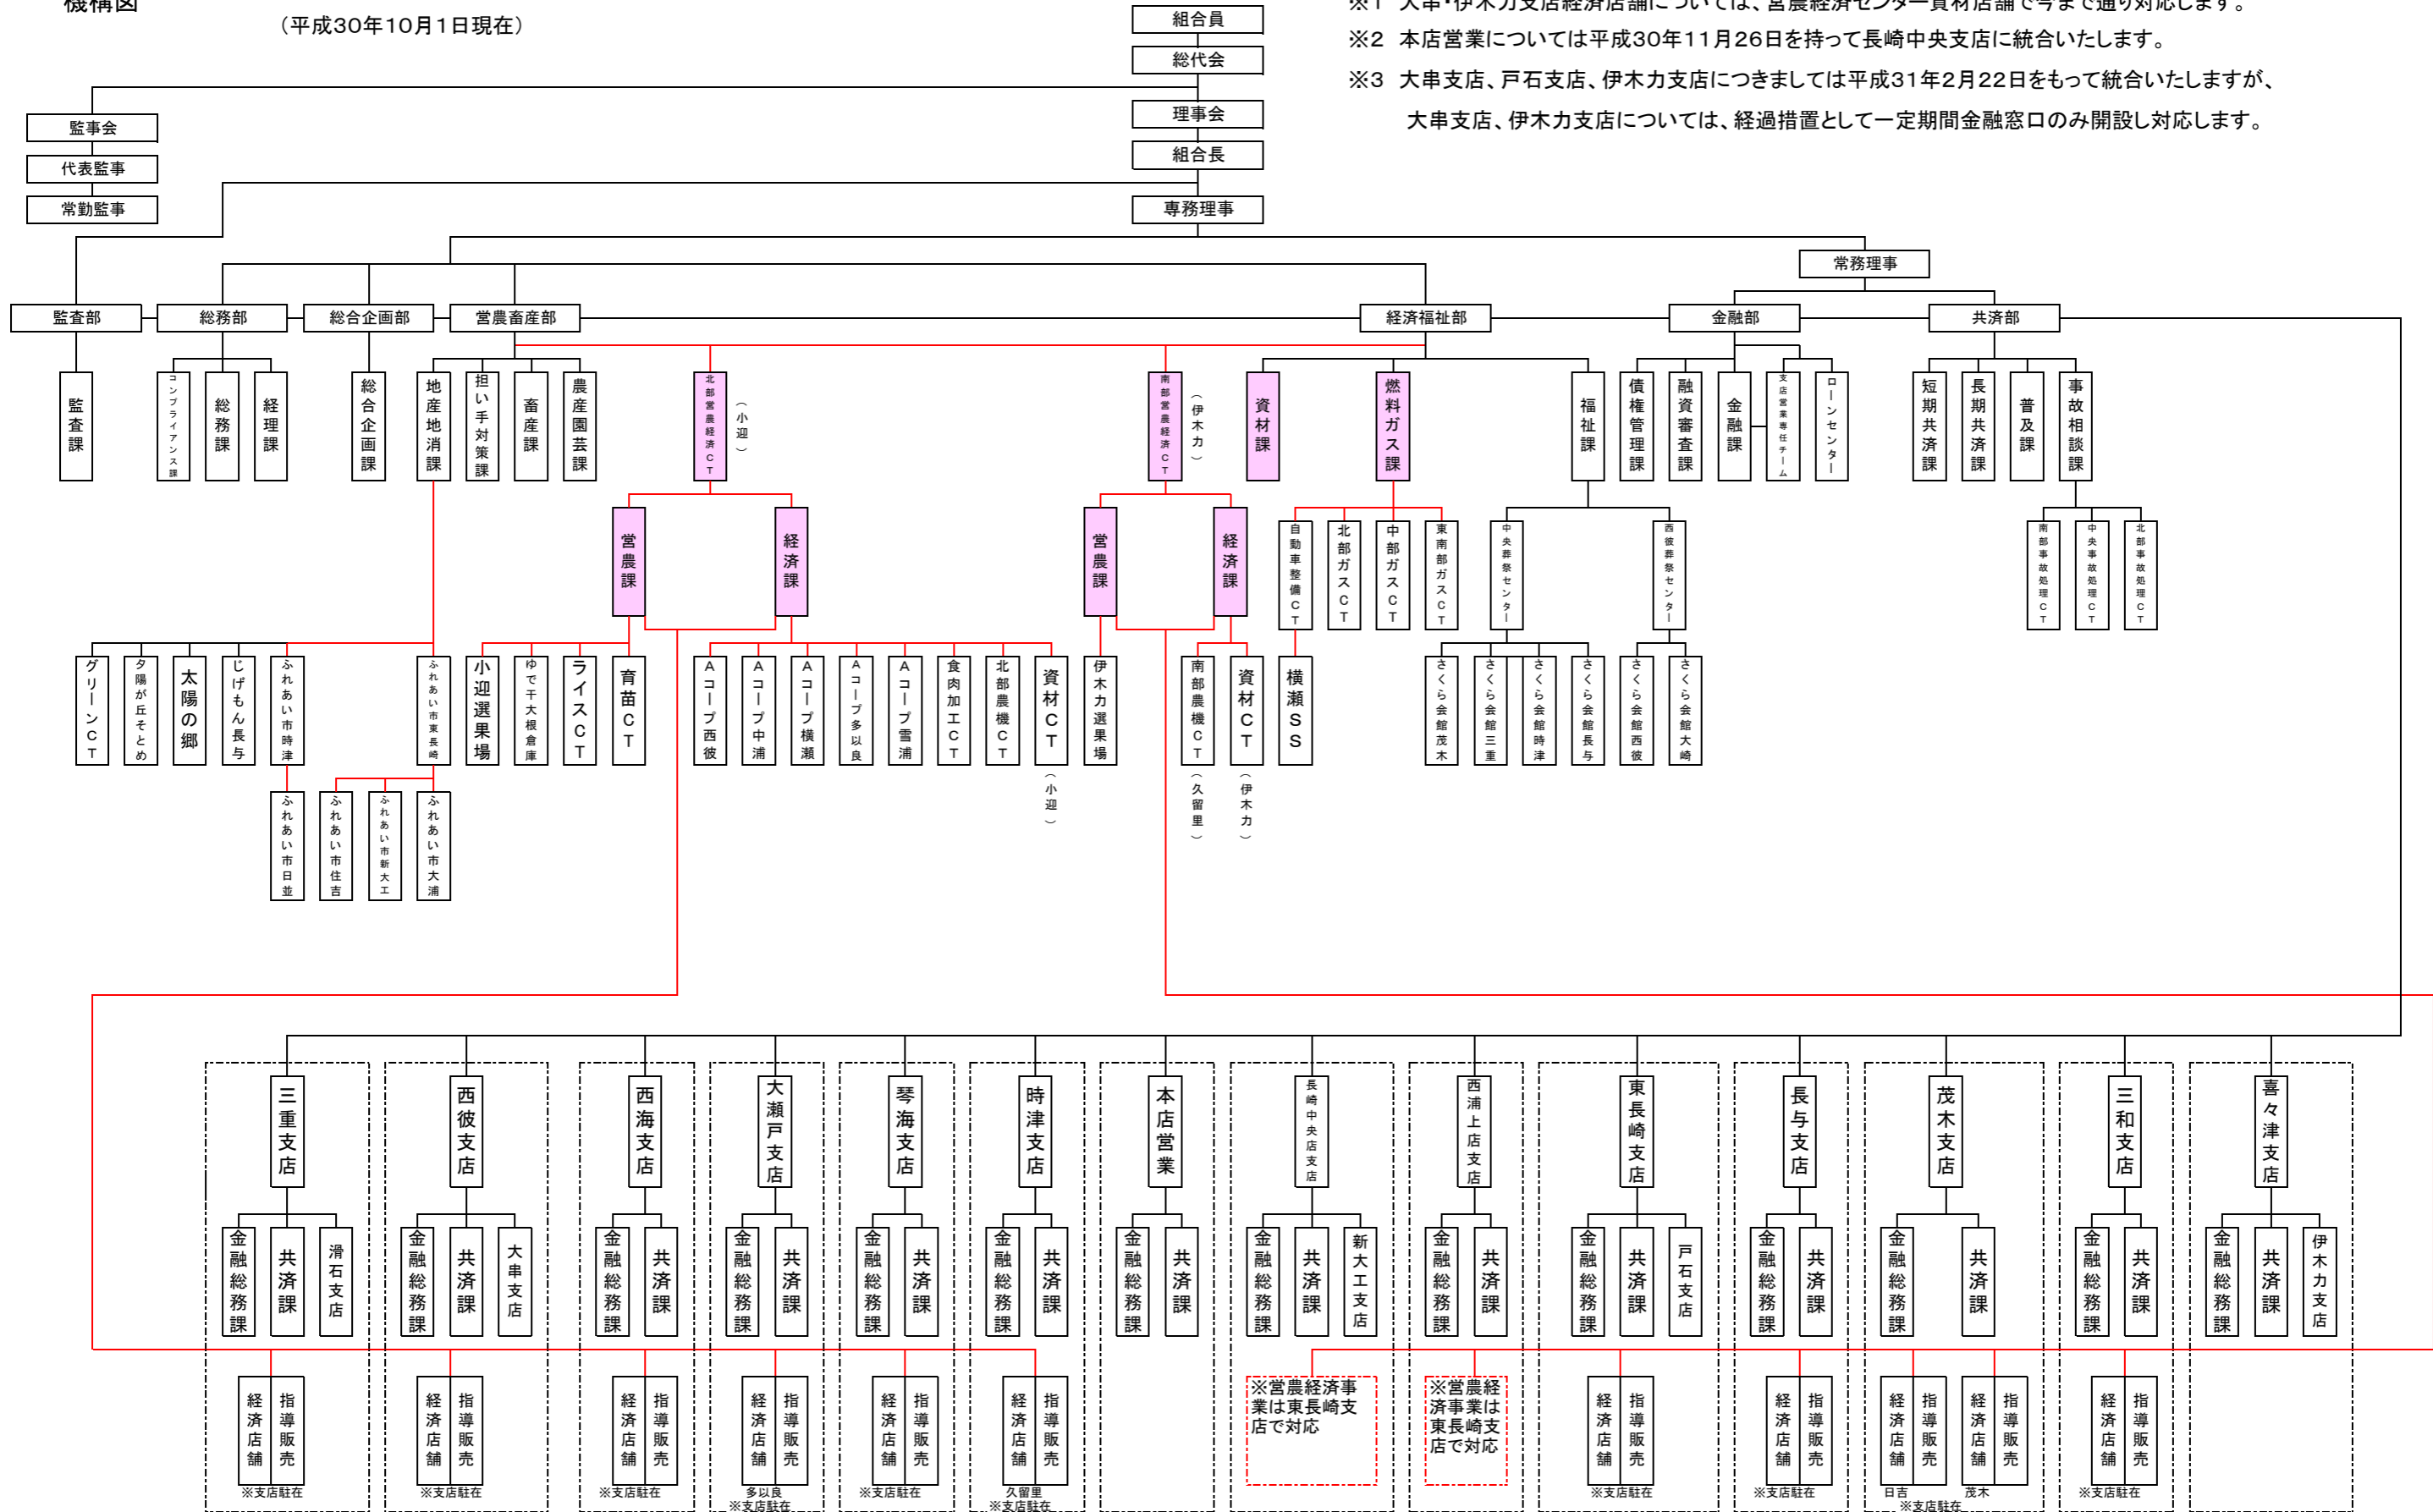 機構図
（平成30年10月1日現在）
※1　大串・伊木力支店経済店舗については、営農経済センター資材店舗で今まで通り対応します。
※2　本店営業については平成30年11月26日を持って長崎中央支店に統合いたします。
※3　大串支店、戸石支店、伊木力支店につきましては平成31年2月22日をもって統合いたしますが、
大串支店、伊木力支店については、経過措置として一定期間金融窓口のみ開設し対応します。
組合員
総代会
理事会
組合長
専務理事
監事会
代表監事
常勤監事
常務理事
監査部
総務部
総合企画部
営農畜産部
経済福祉部
金融部
共済部
監査課
コンプライアンス課
総務課
経理課
総合企画課
地産地消課
担い手対策課
畜産課
農産園芸課
北部営農経済CT
（小迎）
南部営農経済CT
（伊木力）
資材課
燃料ガス課
福祉課
債権管理課
融資審査課
金融課
支店営業専任チーム
ローンセンター
短期共済課
長期共済課
普及課
事故相談課
営農課
経済課
営農課
経済課
自動車整備CT
北部ガスCT
中部ガスCT
東南部ガスCT
中央葬祭センター
西彼葬祭センター
南部事故処理CT
中央事故処理CT
北部事故処理CT
グリーンCT
夕陽が丘そとめ
太陽の郷
じげもん長与
ふれあい市時津
ふれあい市東長崎
小迎選果場
ゆで干大根倉庫
ライスCT
育苗CT
Aコープ西彼
Aコープ中浦
Aコープ横瀬
Aコープ多以良
Aコープ雪浦
食肉加工CT
北部農機CT
資材CT
（小迎）
伊木力選果場
南部農機CT
（久留里）
資材CT
（伊木力）
横瀬SS
さくら会館茂木
さくら会館三重
さくら会館時津
さくら会館長与
さくら会館西彼
さくら会館大崎
ふれあい市日並
ふれあい市住吉
ふれあい市新大工
ふれあい市大浦
三重支店
西彼支店
西海支店
大瀬戸支店
琴海支店
時津支店
本店営業
長崎中央店支店
西浦上店支店
東長崎支店
長与支店
茂木支店
三和支店
喜々津支店
金融総務課
共済課
滑石支店
金融総務課
共済課
大串支店
金融総務課
共済課
金融総務課
共済課
金融総務課
共済課
金融総務課
共済課
金融総務課
共済課
金融総務課
共済課
新大工支店
金融総務課
共済課
金融総務課
共済課
戸石支店
金融総務課
共済課
金融総務課
共済課
金融総務課
共済課
金融総務課
共済課
伊木力支店
経済店舗
指導販売
※支店駐在
経済店舗
指導販売
※支店駐在
経済店舗
指導販売
※支店駐在
経済店舗
指導販売
多以良
※支店駐在
経済店舗
指導販売
※支店駐在
経済店舗
指導販売
久留里
※支店駐在
※営農経済事
業は東長崎支
店で対応
※営農経
済事業は
東長崎支
店で対応
経済店舗
指導販売
※支店駐在
経済店舗
指導販売
※支店駐在
経済店舗
指導販売
日吉
経済店舗
指導販売
茂木
※支店駐在
経済店舗
指導販売
※支店駐在